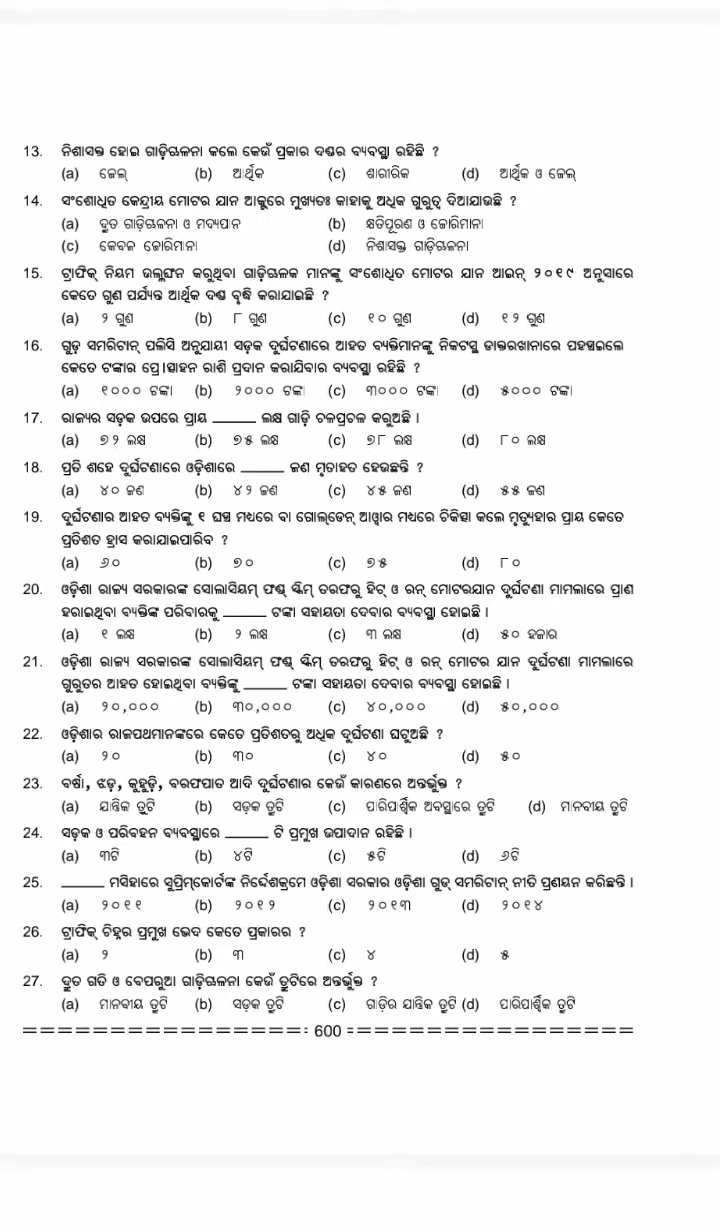 13. ନିଶାସକ୍ତ ହୋଇ ଗାଡ଼ିଚ଼ାଳନା କଲେ କେଉଁ ପ୍ରକାର ଦଣ୍ଡର ବ୍ୟବସ୍ଥା ରହିଛି ?
(a) ଜେଲ୍ (b) ଆର୍ଥିକ (c) ଶାରୀରିକ (d) ଆର୍ଥିକ ଓ ଜେଲ୍
14. ସଂଶୋଧିତ କେନ୍ଦ୍ରୀୟ ମୋଟର ଯାନ ଆକ୍ଟରେ ମୁଖ୍ୟତଃ କାହାକୁ ଅଧିକ ଗୁରୁତ୍ୱ ଦିଆଯାଉଛି ?
(a) ଦ୍ରୁତ ଗାଡ଼ିଚାଳନା ଓ ମଦ୍ୟପାନ (b) କ୍ଷତିପୂରଣ ଓ ଜୋରିମାନା
(c) କେବଳ ଜୋରିମାନା (d) ନିଶାସକ୍ତ ଗାଡ଼ିଚାଳନା
15. ଟ୍ରାଫିକ୍ ନିୟମ ଉଲ୍ଲଙ୍ଘନ କରୁଥିବା ଗାଡ଼ିଚାଳକ ମାନଙ୍କୁ ସଂଶୋଧିତ ମୋଟର ଯାନ ଆଇନ୍ ୨୦୧୯ ଅନୁସାରେ
କେତେ ଗୁଣ ପର୍ଯ୍ୟନ୍ତ ଆର୍ଥିକ ଦଣ୍ଡ ବୃଦ୍ଧି କରାଯାଇଛି ?
(a) ୨ ଗୁଣ (b) ୮ ଗୁଣ (c) ୧୦ ଗୁଣ (d) ୧୨ ଗୁଣ
16. ଗୁଡ଼ ସମରିଟାନ୍ ପଲିସି ଅନୁଯାୟୀ ସଡ଼କ ଦୁର୍ଘଟଣାରେ ଆହତ ବ୍ୟକ୍ତିମାନଙ୍କୁ ନିକଟସ୍ଥ ଡାକ୍ତରଖାନାରେ ପହଞ୍ଚାଇଲେ
କେତେ ଟଙ୍କାର ପ୍ରୋତ୍ସାହନ ରାଶି ପ୍ରଦାନ କରାଯିବାର ବ୍ୟବସ୍ଥା ରହିଛି ?
(a) ୧୦୦୦ ଟଙ୍କା (b) ୨୦୦୦ ଟଙ୍କା (c) ୩୦୦୦ ଟଙ୍କା (d) ୫୦୦୦ ଟଙ୍କା
17. ରାଜ୍ୟର ସଡ଼କ ଉପରେ ପ୍ରାୟ ______ ଲକ୍ଷ ଗାଡ଼ି ଚଳପ୍ରଚଳ କରୁଅଛି ।
(a) ୭୨ ଲକ୍ଷ (b) ୭୫ ଲକ୍ଷ (c) ୭୮ ଲକ୍ଷ (d) ୮୦ ଲକ୍ଷ
18. ପ୍ରତି ଶହେ ଦୁର୍ଘଟଣାରେ ଓଡ଼ିଶାରେ ______ ଜଣ ମୃତାହତ ହେଉଛନ୍ତି ?
(a) ୪୦ ଜଣ (b) ୪୨ ଜଣ (c) ୪୫ ଜଣ (d) ୫୫ ଜଣ
19. ଦୁର୍ଘଟଣାର ଆହତ ବ୍ୟକ୍ତିଙ୍କୁ ୧ ଘଣ୍ଟା ମଧ୍ୟରେ ବା ଗୋଲ୍‌ଡେନ୍ ଆୱାର ମଧ୍ୟରେ ଚିକିତ୍ସା କଲେ ମୃତ୍ୟୁହାର ପ୍ରାୟ କେତେ
ପ୍ରତିଶତ ହ୍ରାସ କରାଯାଇପାରିବ ?
(a) ୬୦ (b) ୭୦ (c) ୭୫ (d) ୮୦
20. ଓଡ଼ିଶା ରାଜ୍ୟ ସରକାରଙ୍କ ସୋଲାସିୟମ୍ ଫଣ୍ଡ୍ ସ୍କିମ୍ ତରଫରୁ ହିଟ୍ ଓ ରନ୍ ମୋଟରଯାନ ଦୁର୍ଘଟଣା ମାମଲାରେ ପ୍ରାଣ
ହରାଇଥିବା ବ୍ୟକ୍ତିଙ୍କ ପରିବାରକୁ ______ ଟଙ୍କା ସହାୟତା ଦେବାର ବ୍ୟବସ୍ଥା ହୋଇଛି ।
(a) ୧ ଲକ୍ଷ (b) ୨ ଲକ୍ଷ (c) ୩ ଲକ୍ଷ (d) ୫୦ ହଜାର
21. ଓଡ଼ିଶା ରାଜ୍ୟ ସରକାରଙ୍କ ସୋଲାସିୟମ୍ ଫଣ୍ଡ୍ ସ୍କିମ୍ ତରଫରୁ ହିଟ୍ ଓ ରନ୍ ମୋଟର ଯାନ ଦୁର୍ଘଟଣା ମାମଲାରେ
ଗୁରୁତର ଆହତ ହୋଇଥିବା ବ୍ୟକ୍ତିଙ୍କୁ ______ ଟଙ୍କା ସହାୟତା ଦେବାର ବ୍ୟବସ୍ଥା ହୋଇଛି ।
(a) ୨୦,୦୦୦ (b) ୩୦,୦୦୦ (c) ୪୦,୦୦୦ (d) ୫୦,୦୦୦
22. ଓଡ଼ିଶାର ରାଜପଥମାନଙ୍କରେ କେତେ ପ୍ରତିଶତରୁ ଅଧିକ ଦୁର୍ଘଟଣା ଘଟୁଅଛି ?
(a) ୨୦ (b) ୩୦ (c) ୪୦ (d) ୫୦
23. ବର୍ଷା, ଝଡ଼, କୁହୁଡ଼ି, ବରଫପାତ ଆଦି ଦୁର୍ଘଟଣାର କେଉଁ କାରଣରେ ଅନ୍ତର୍ଭୁକ୍ତ ?
(a) ଯାନ୍ତ୍ରିକ ତ୍ରୁଟି (b) ସଡ଼କ ତ୍ରୁଟି (c) ପାରିପାର୍ଶ୍ୱିକ ଅବସ୍ଥାରେ ତ୍ରୁଟି (d) ମାନବୀୟ ତ୍ରୁଟି
24. ସଡ଼କ ଓ ପରିବହନ ବ୍ୟବସ୍ଥାରେ ______ ଟି ପ୍ରମୁଖ ଉପାଦାନ ରହିଛି ।
(a) ୩ଟି (b) ୪ଟି (c) ୫ଟି (d) ୬ଟି
25. ______ ମସିହାରେ ସୁପ୍ରିମ୍‌କୋର୍ଟଙ୍କ ନିର୍ଦ୍ଦେଶକ୍ରମେ ଓଡ଼ିଶା ସରକାର ଓଡ଼ିଶା ଗୁଡ୍ ସମରିଟାନ୍ ନୀତି ପ୍ରଣୟନ କରିଛନ୍ତି ।
(a) ୨୦୧୧ (b) ୨୦୧୨ (c) ୨୦୧୩ (d) ୨୦୧୪
26. ଟ୍ରାଫିକ୍ ଚିହ୍ନର ପ୍ରମୁଖ ଭେଦ କେତେ ପ୍ରକାରର ?
(a) ୨ (b) ୩ (c) ୪ (d) ୫
27. ଦ୍ରୁତ ଗତି ଓ ବେପରୁଆ ଗାଡ଼ିଚାଳନା କେଉଁ ତ୍ରୁଟିରେ ଅନ୍ତର୍ଭୁକ୍ତ ?
(a) ମାନବୀୟ ତ୍ରୁଟି (b) ସଡ଼କ ତ୍ରୁଟି (c) ଗାଡ଼ିର ଯାନ୍ତ୍ରିକ ତ୍ରୁଟି (d) ପାରିପାର୍ଶ୍ୱିକ ତ୍ରୁଟି
================: 600 :================